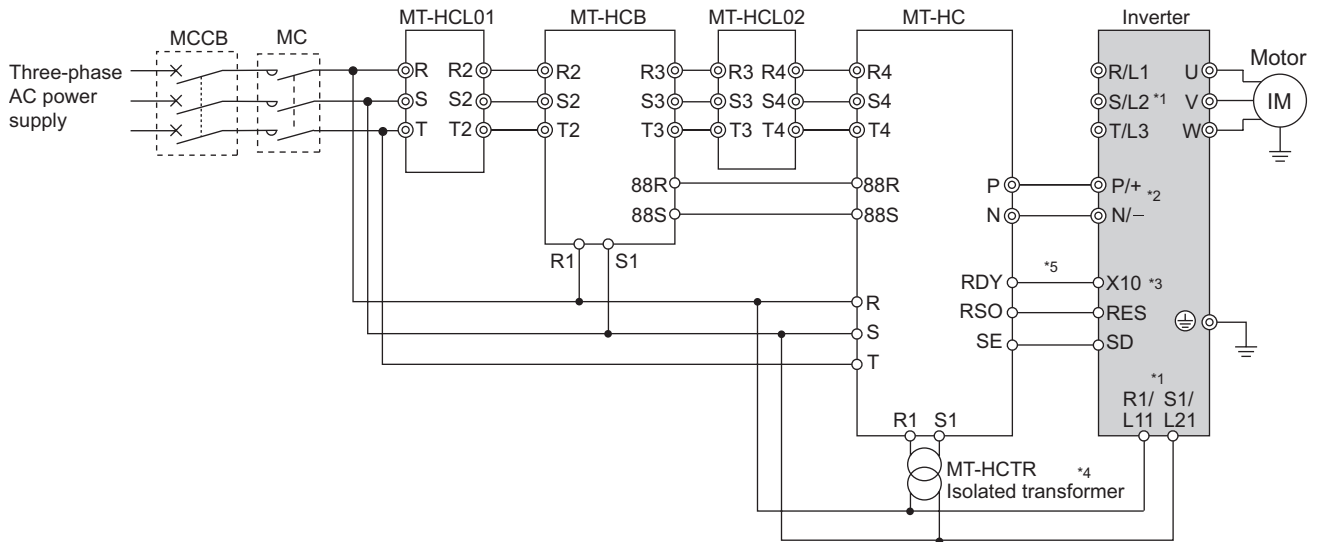 MT-HCL01
MT-HCB
MT-HCL02
MT-HC
Inverter
MCCB
MC
Motor
Three-phase
AC power
supply
R R2 R2 R3 R3 R4 R4 R/L1 U
S S2 S2 S3 S3 S4 S4 S/L2 *1 V IM
T T2 T2 T3 T3 T4 T4 T/L3 W
88R 88R P P/+ *2
88S 88S N N/−
R1 S1
RDY *5 X10 *3
R RSO RES
S SE SD
T
*1
R1/ S1/
L11 L21
R1 S1
MT-HCTR *4
Isolated transformer